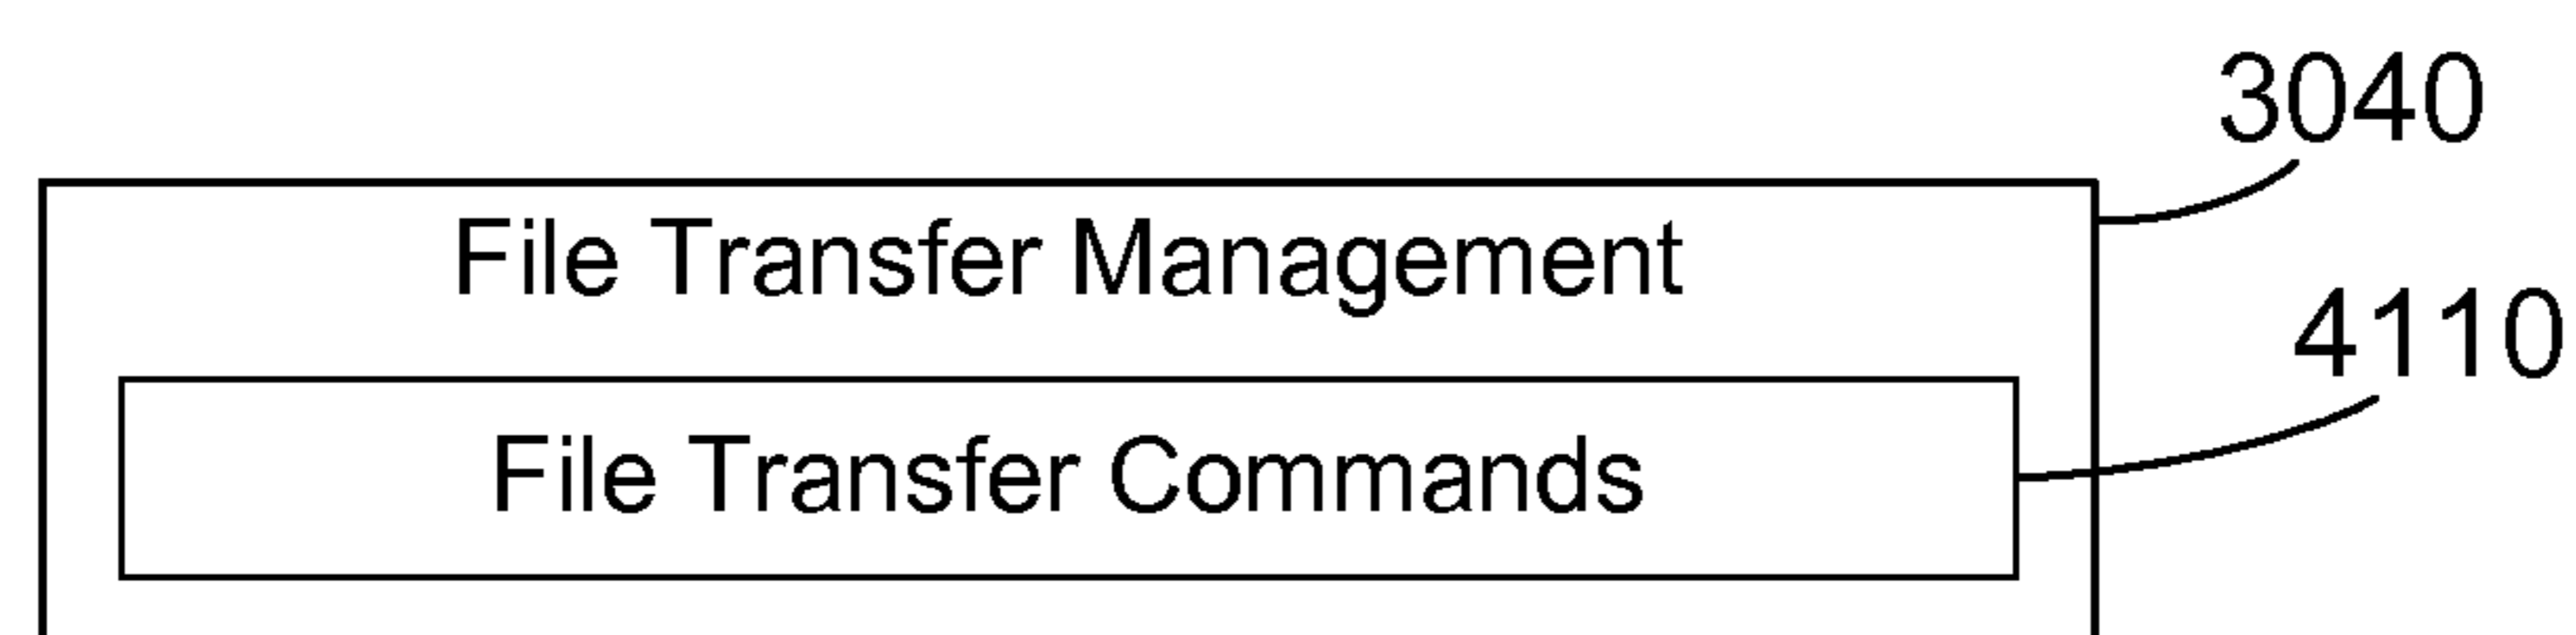 3040
File Transfer Management
4110
File Transfer Commands